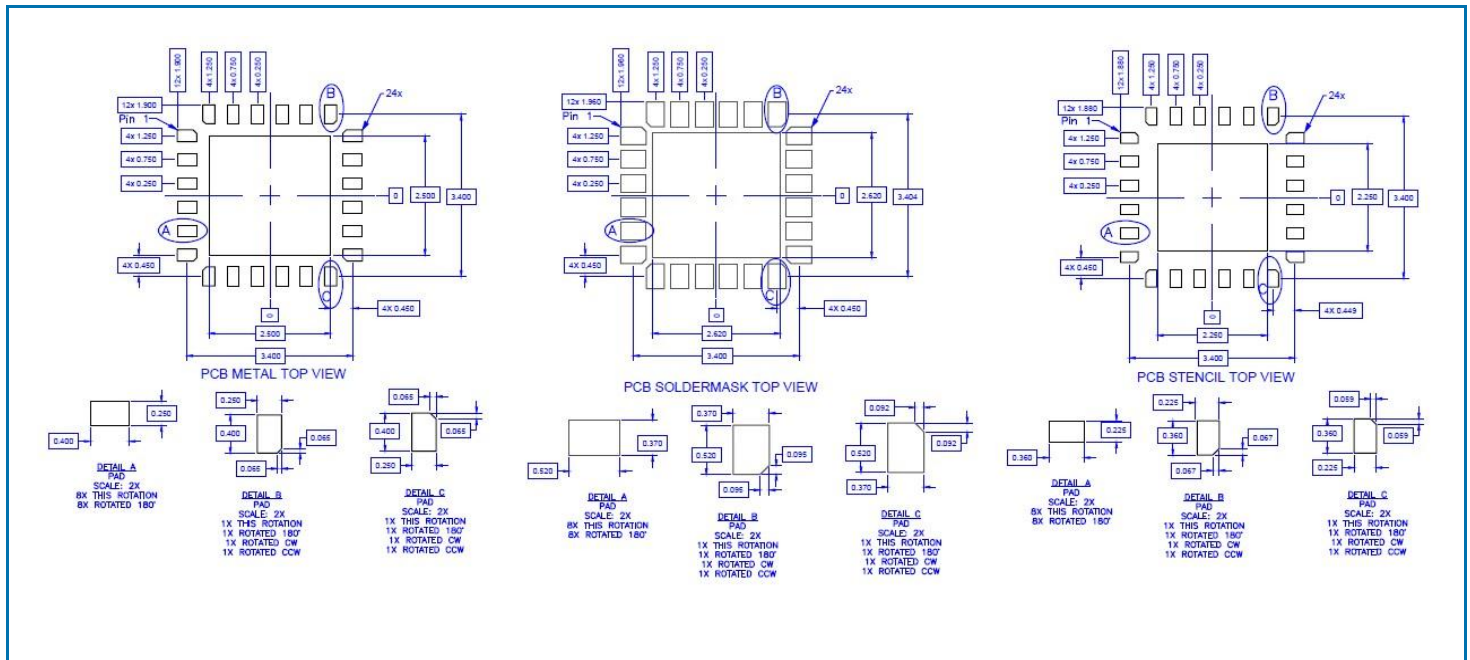 12x 1.900
4x 1.250
4x 0.750
4x 0.250
12x 1.900
Pin 1
4x 1.250
4x 0.750
4x 0.250
B
24x
0
2.500
3.400
A
4X 0.450
C
4X 0.450
0
2.500
3.400
PCB METAL TOP VIEW
12x 1.960
4x 1.250
4x 0.750
4x 0.250
12x 1.960
Pin 1
4x 1.250
4x 0.750
4x 0.250
B
24x
0
2.620
3.404
A
4X 0.450
C
4X 0.450
0
2.620
3.400
PCB SOLDERMASK TOP VIEW
12x 1.880
4x 1.250
4x 0.750
4x 0.250
12x 1.880
Pin 1
4x 1.250
4x 0.750
4x 0.250
B
24x
0
2.250
3.400
A
4X 0.450
C
4X 0.449
0
2.250
3.400
PCB STENCIL TOP VIEW
0.250
0.400
DETAIL A
PAD
SCALE: 2X
8X THIS ROTATION
8X ROTATED 180°
0.250
0.400
0.065
0.065
DETAIL B
PAD
SCALE: 2X
1X THIS ROTATION
1X ROTATED 180°
1X ROTATED CW
1X ROTATED CCW
0.065
0.400
0.065
0.250
DETAIL C
PAD
SCALE: 2X
1X THIS ROTATION
1X ROTATED 180°
1X ROTATED CW
1X ROTATED CCW
0.370
0.520
DETAIL A
PAD
SCALE: 2X
8X THIS ROTATION
8X ROTATED 180°
0.370
0.520
0.095
0.095
DETAIL B
PAD
SCALE: 2X
1X THIS ROTATION
1X ROTATED 180°
1X ROTATED CW
1X ROTATED CCW
0.092
0.520
0.092
0.370
DETAIL C
PAD
SCALE: 2X
1X THIS ROTATION
1X ROTATED 180°
1X ROTATED CW
1X ROTATED CCW
0.225
0.360
DETAIL A
PAD
SCALE: 2X
8X THIS ROTATION
8X ROTATED 180°
0.225
0.360
0.067
0.067
DETAIL B
PAD
SCALE: 2X
1X THIS ROTATION
1X ROTATED 180°
1X ROTATED CW
1X ROTATED CCW
0.059
0.360
0.059
0.225
DETAIL C
PAD
SCALE: 2X
1X THIS ROTATION
1X ROTATED 180°
1X ROTATED CW
1X ROTATED CCW